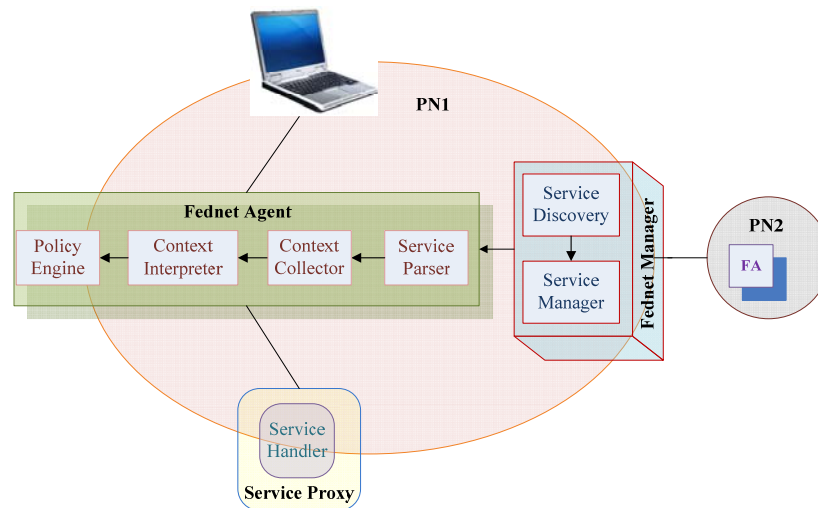 PN1
Fednet Agent
Policy
Engine
Context
Interpreter
Context
Collector
Service
Parser
Service
Discovery
Service
Manager
Fednet Manager
PN2
FA
Service
Handler
Service Proxy